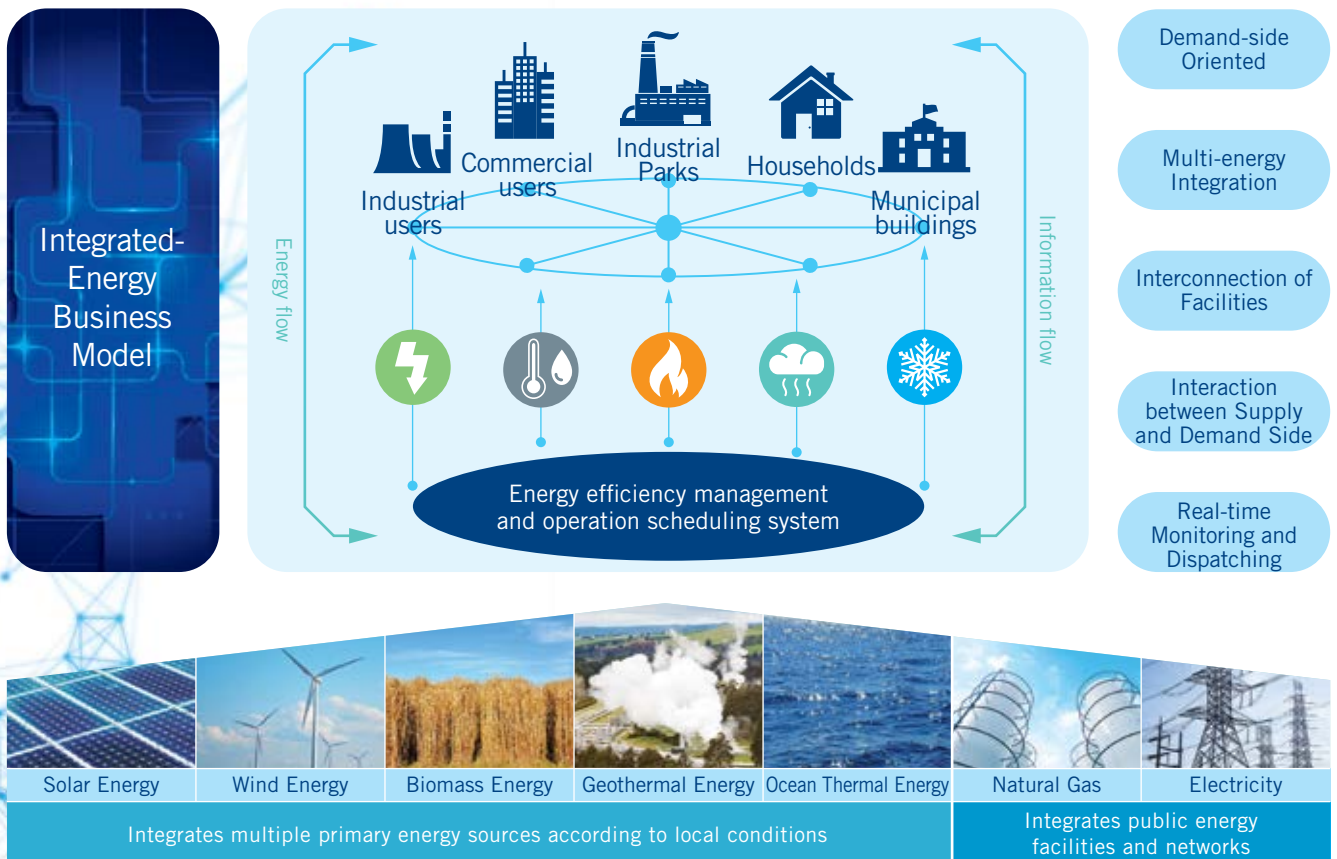 Integrated-
Energy
Business
Model
Energy flow
Industrial
users
Commercial
users
Industrial
Parks
Households
Municipal
buildings
Information flow
Energy efficiency management
and operation scheduling system
Demand-side
Oriented
Multi-energy
Integration
Interconnection of
Facilities
Interaction
between Supply
and Demand Side
Real-time
Monitoring and
Dispatching
Solar Energy
Wind Energy
Biomass Energy
Geothermal Energy
Ocean Thermal Energy
Natural Gas
Electricity
Integrates multiple primary energy sources according to local conditions
Integrates public energy
facilities and networks